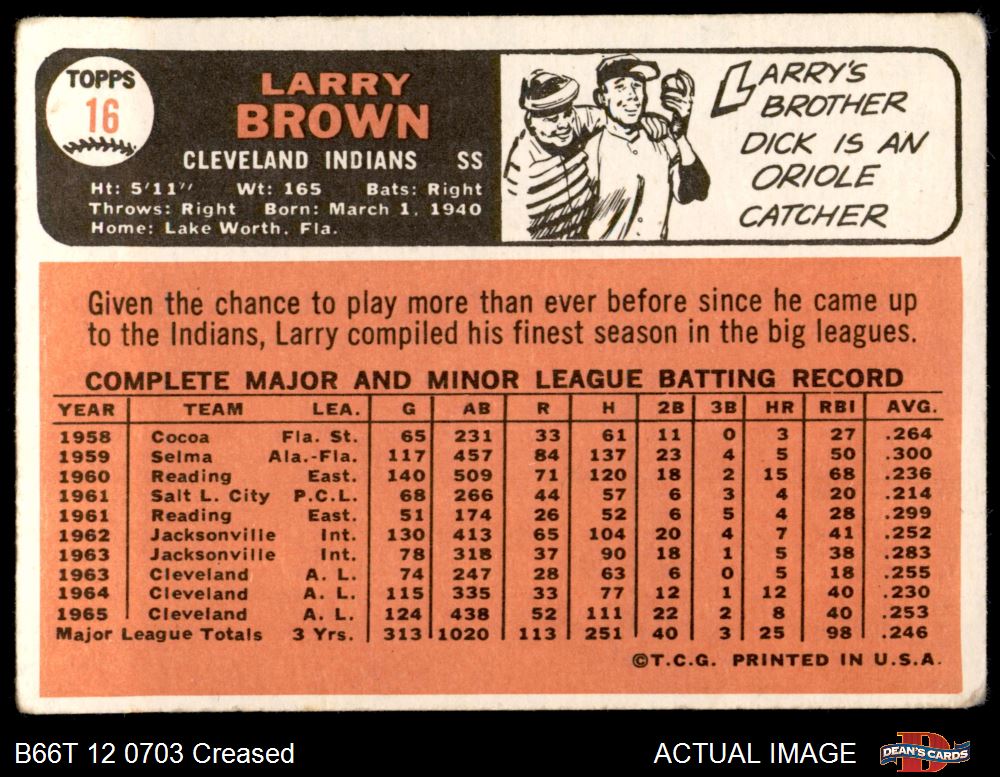 TOPPS
16
LARRY
BROWN
CLEVELAND INDIANS SS
Ht: 5'11" Wt: 165 Bats: Right
Throws: Right Born: March 1, 1940
Home: Lake Worth, Fla.
LARRY'S
BROTHER
DICK IS AN
ORIOLE
CATCHER
Given the chance to play more than ever before since he came up
to the Indians, Larry compiled his finest season in the big leagues.
COMPLETE MAJOR AND MINOR LEAGUE BATTING RECORD
YEAR TEAM LEA. G AB R H 2B 3B HR RBI AVG.
1958 Cocoa Fla. St. 65 231 33 61 11 0 3 27 .264
1959 Selma Ala.-Fla. 117 457 84 137 23 4 5 50 .300
1960 Reading East. 140 509 71 120 18 2 15 68 .236
1961 Salt L. City P.C.L. 68 266 44 57 6 3 4 20 .214
1961 Reading East. 51 174 26 52 6 5 4 28 .299
1962 Jacksonville Int. 130 413 65 104 20 4 7 41 .252
1963 Jacksonville Int. 78 318 37 90 18 1 5 38 .283
1963 Cleveland A. L. 74 247 28 63 6 0 5 18 .255
1964 Cleveland A. L. 115 335 33 77 12 1 12 40 .230
1965 Cleveland A. L. 124 438 52 111 22 2 8 40 .253
Major League Totals 3 Yrs. 313 1020 113 251 40 3 25 98 .246
©T.C.G. PRINTED IN U.S.A.
B66T 12 0703 Creased ACTUAL IMAGE DEAN'S CARDS